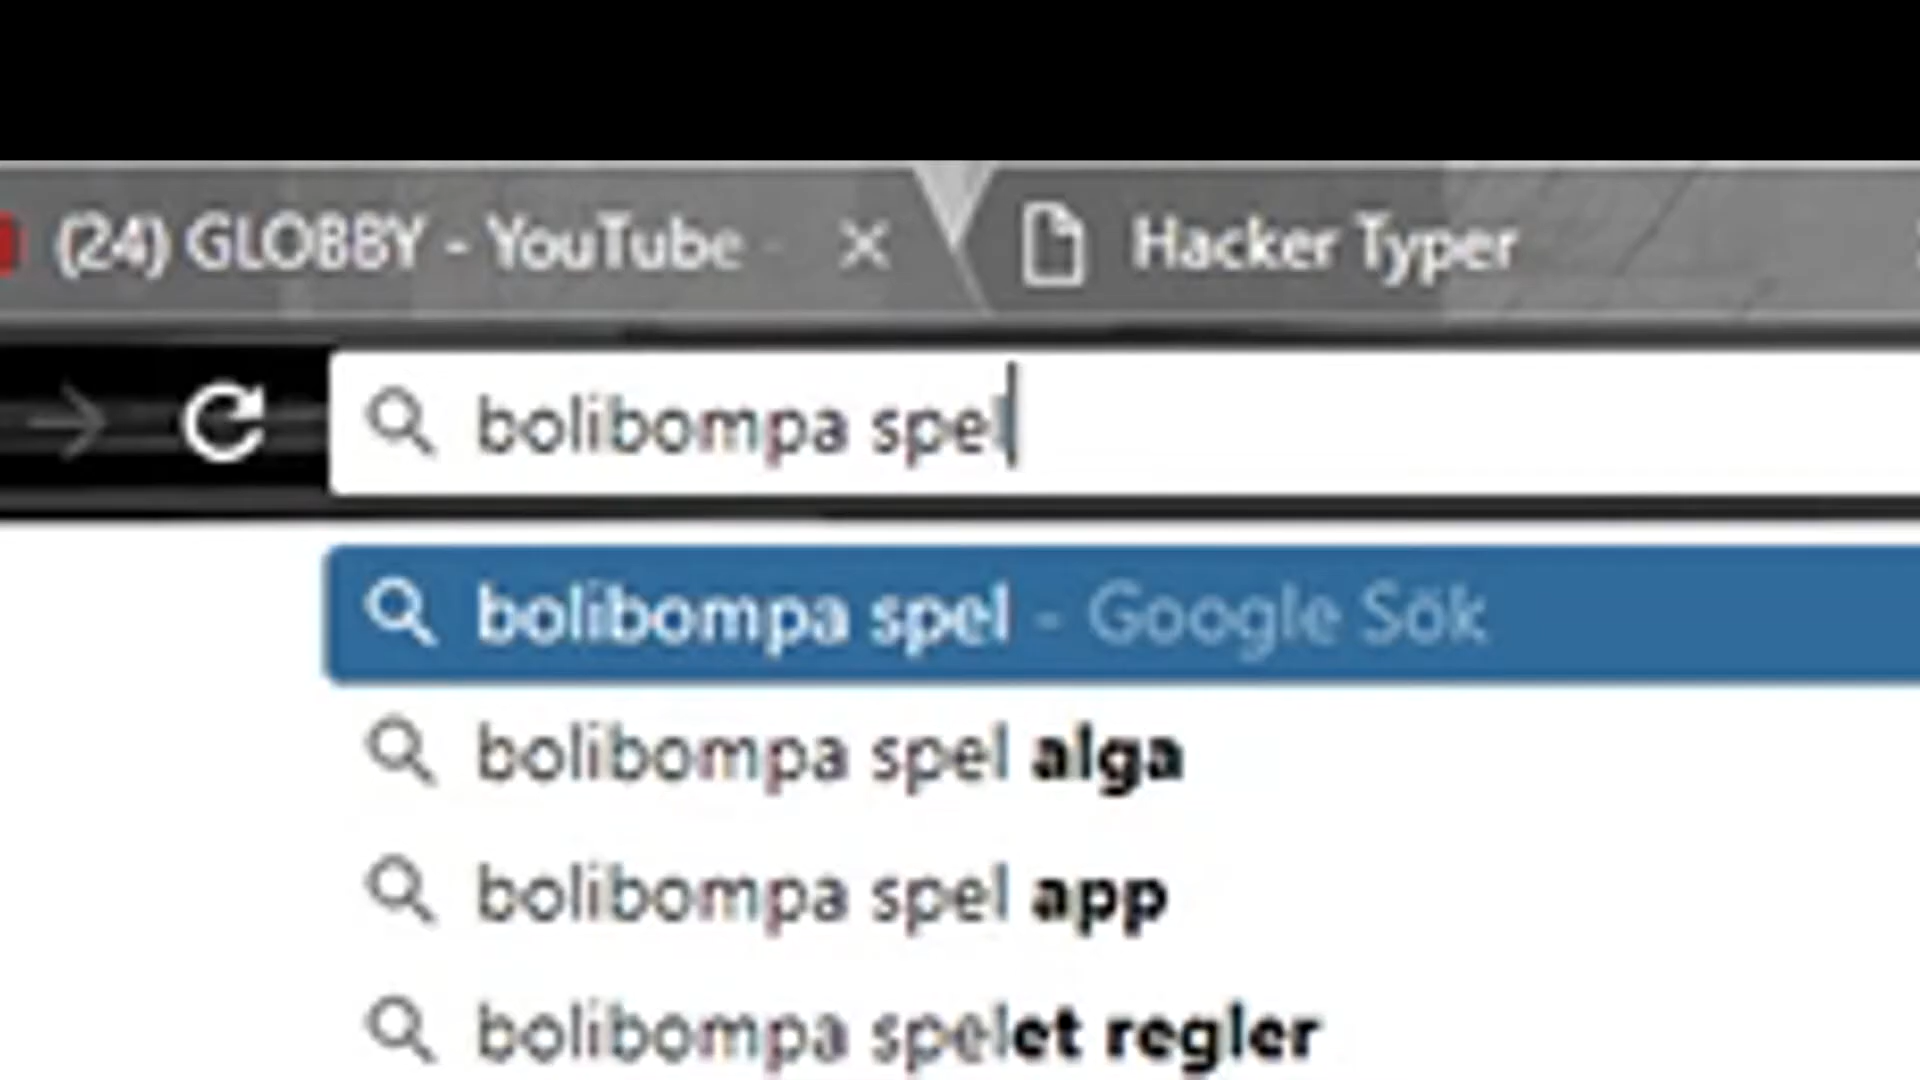 (24) GLOBBY - YouTube -
Hacker Typer
bolibompa spel
bolibompa spel - Google Sök
bolibompa spel alga
bolibompa spel app
bolibompa spelet regler